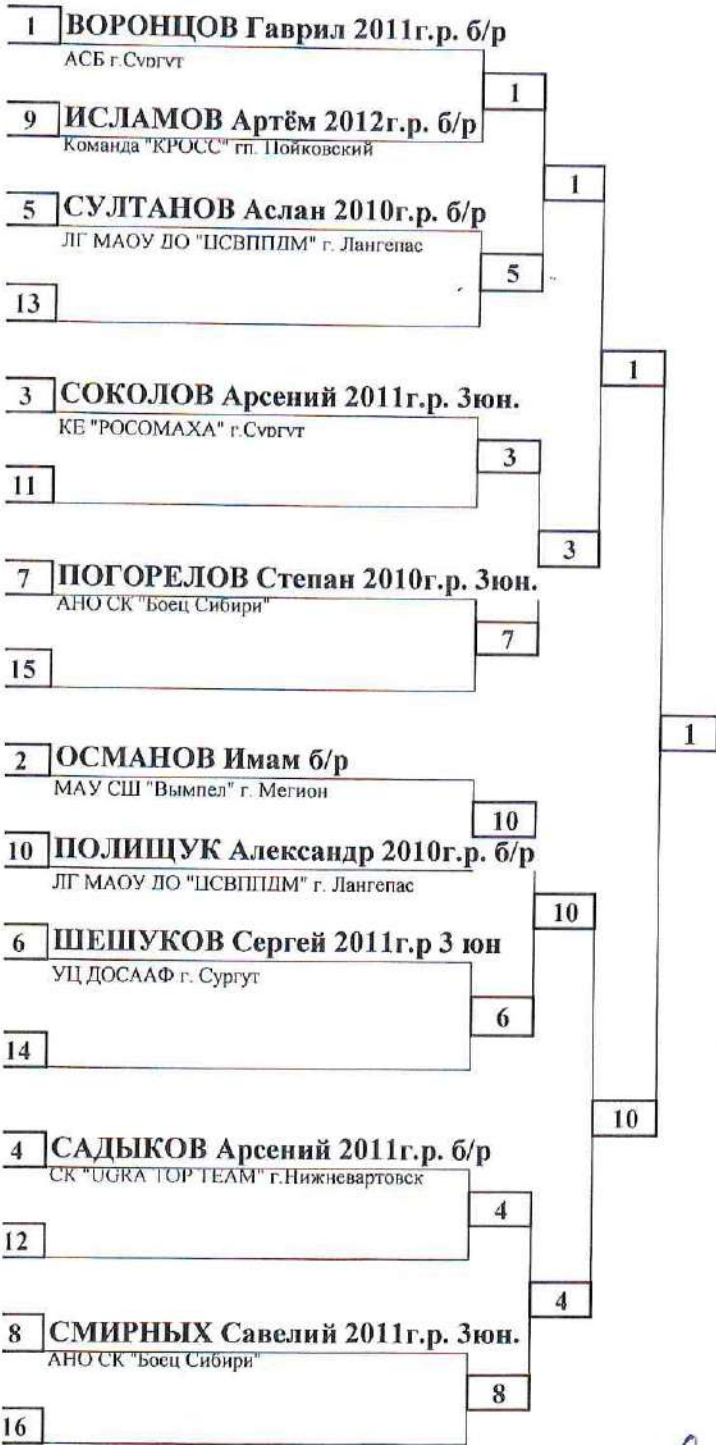 1 ВОРОНЦОВ Гаврил 2011г.р. б/р
АСБ г.Сургут
1
9 ИСЛАМОВ Артём 2012г.р. б/р
Команда "КРОСС" гп. Пойковский
1
5 СУЛТАНОВ Аслан 2010г.р. б/р
ЛГ МАОУ ДО "ЦСВППДМ" г. Лангепас
5
13
1
3 СОКОЛОВ Арсений 2011г.р. 3юн.
КЕ "РОСОМАХА" г.Сургут
3
11
3
7 ПОГОРЕЛОВ Степан 2010г.р. 3юн.
АНО СК "Боец Сибири"
7
15
1
2 ОСМАНОВ Имам б/р
МАУ СШ "Вымпел" г. Мегион
10
10 ПОЛИЩУК Александр 2010г.р. б/р
ЛГ МАОУ ДО "ЦСВППДМ" г. Лангепас
10
6 ШЕШУКОВ Сергей 2011г.р 3 юн
УЦ ДОСААФ г. Сургут
6
14
10
4 САДЫКОВ Арсений 2011г.р. б/р
СК "UGRA TOP TEAM" г.Нижневартовск
4
12
4
8 СМИРНЫХ Савелий 2011г.р. 3юн.
АНО СК "Боец Сибири"
8
16